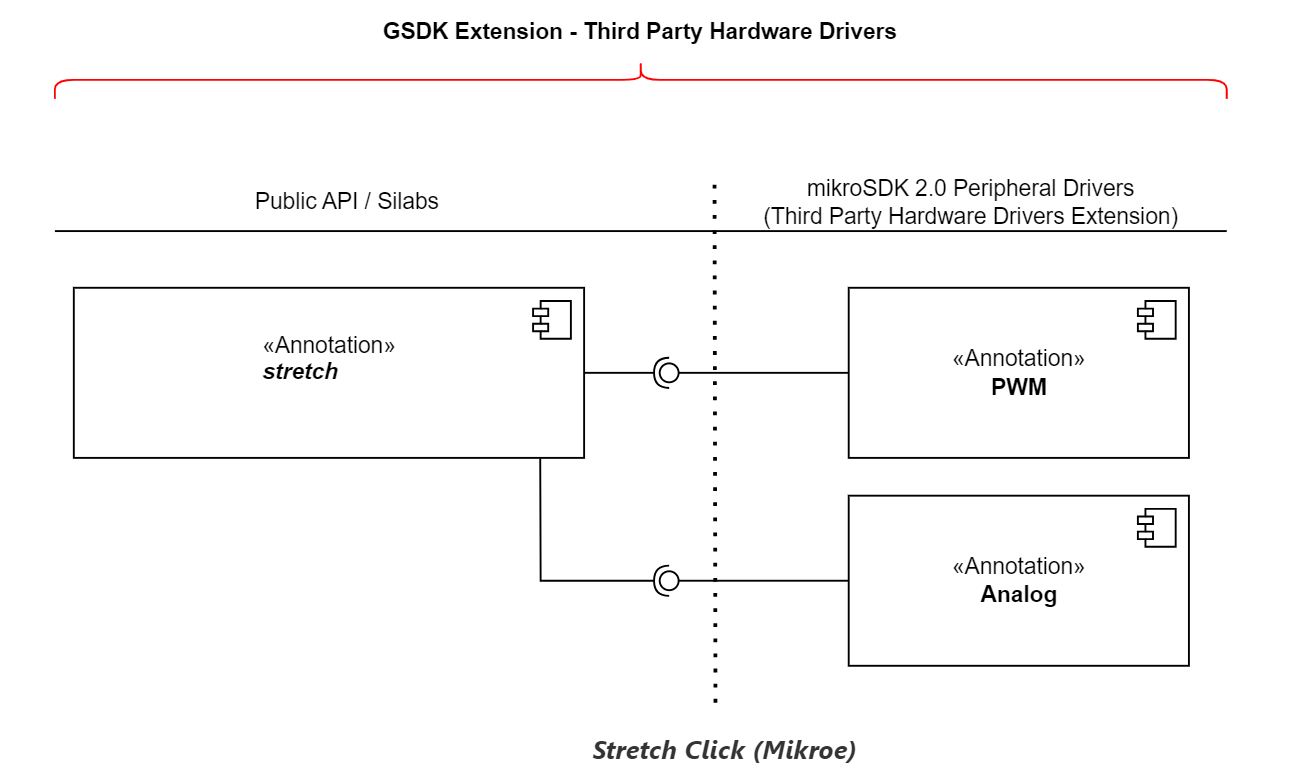 GSDK Extension - Third Party Hardware Drivers
Public API / Silabs
mikroSDK 2.0 Peripheral Drivers
(Third Party Hardware Drivers Extension)
«Annotation»
stretch
«Annotation»
PWM
«Annotation»
Analog
Stretch Click (Mikroe)